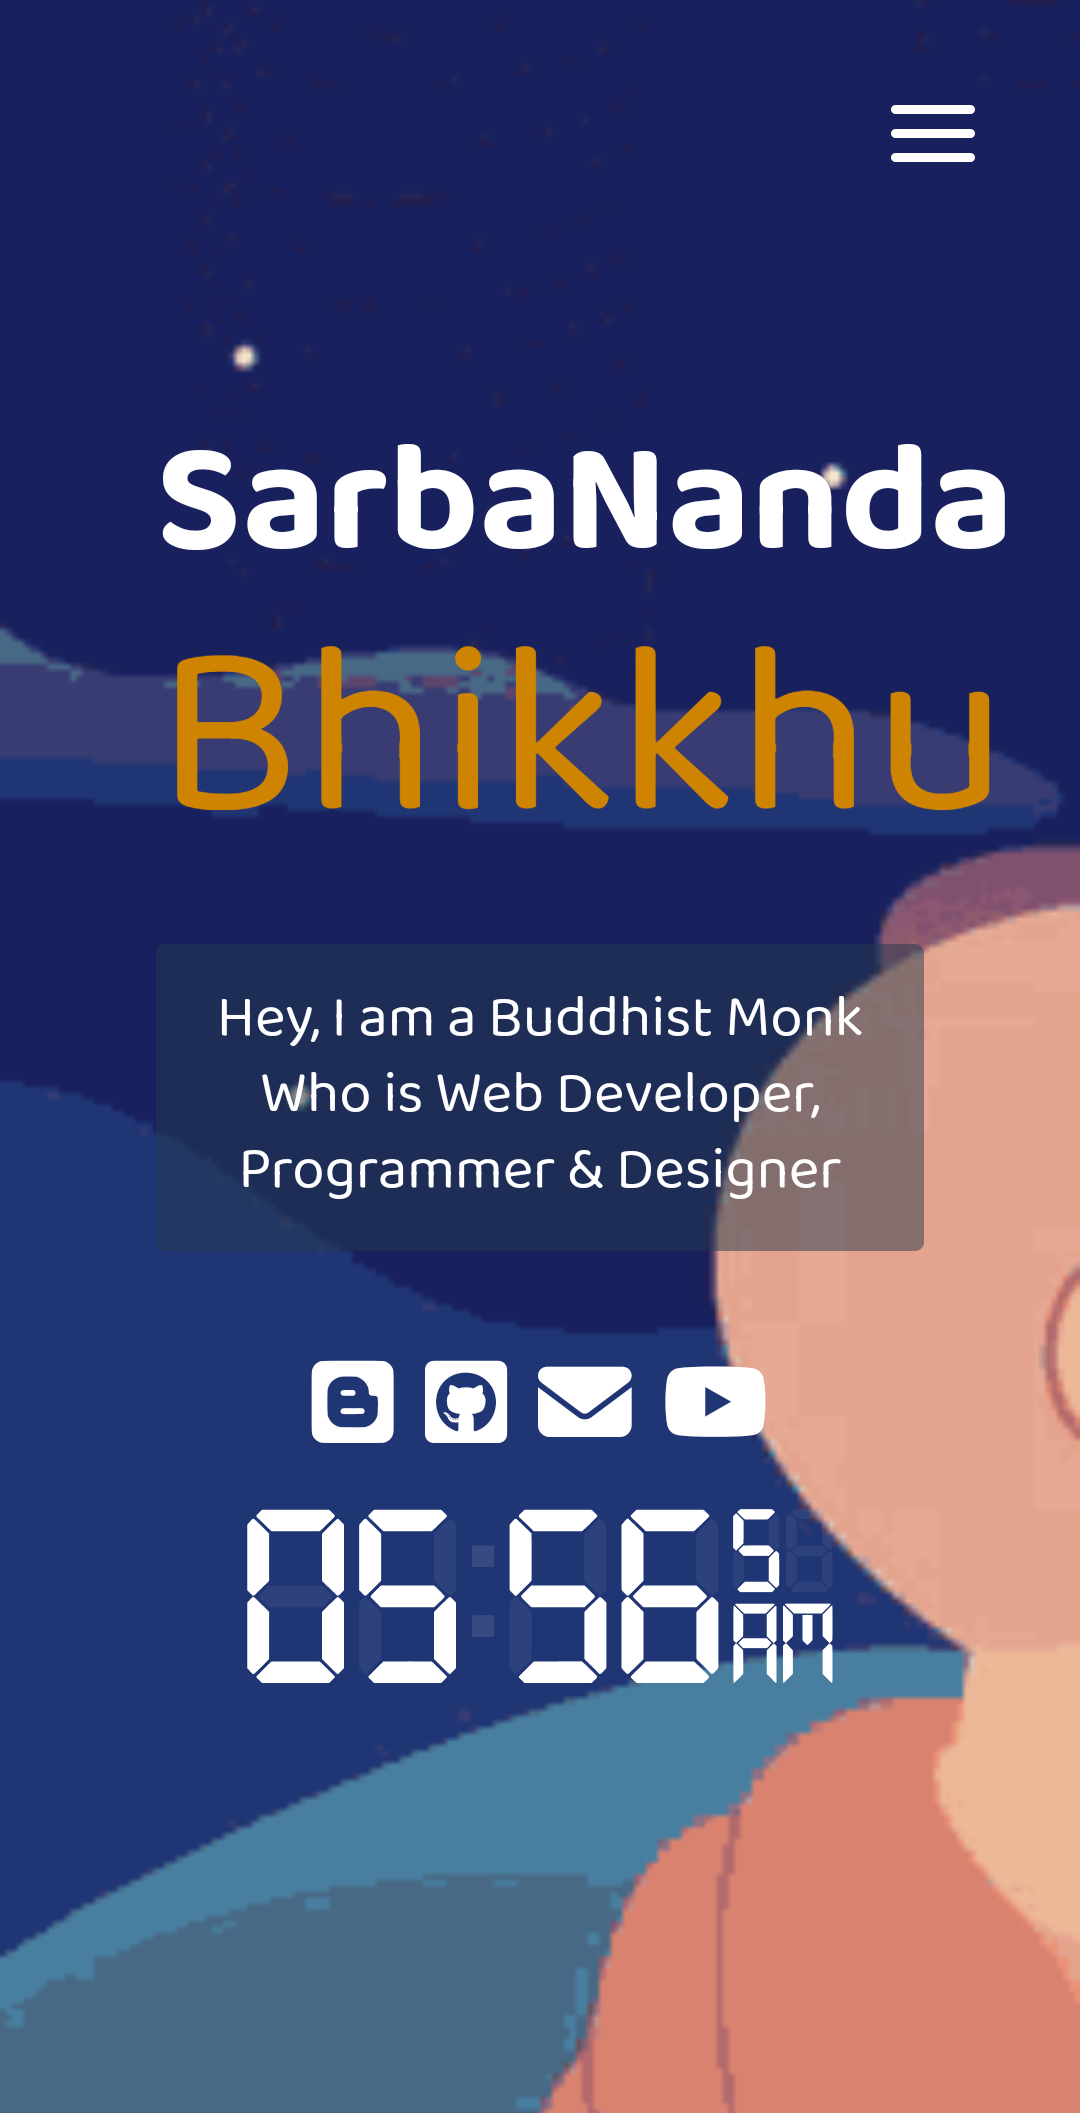 SarbaNanda
Bhikkhu
Hey, I am a Buddhist Monk
Who is Web Developer,
Programmer & Designer
05:56 5
AM